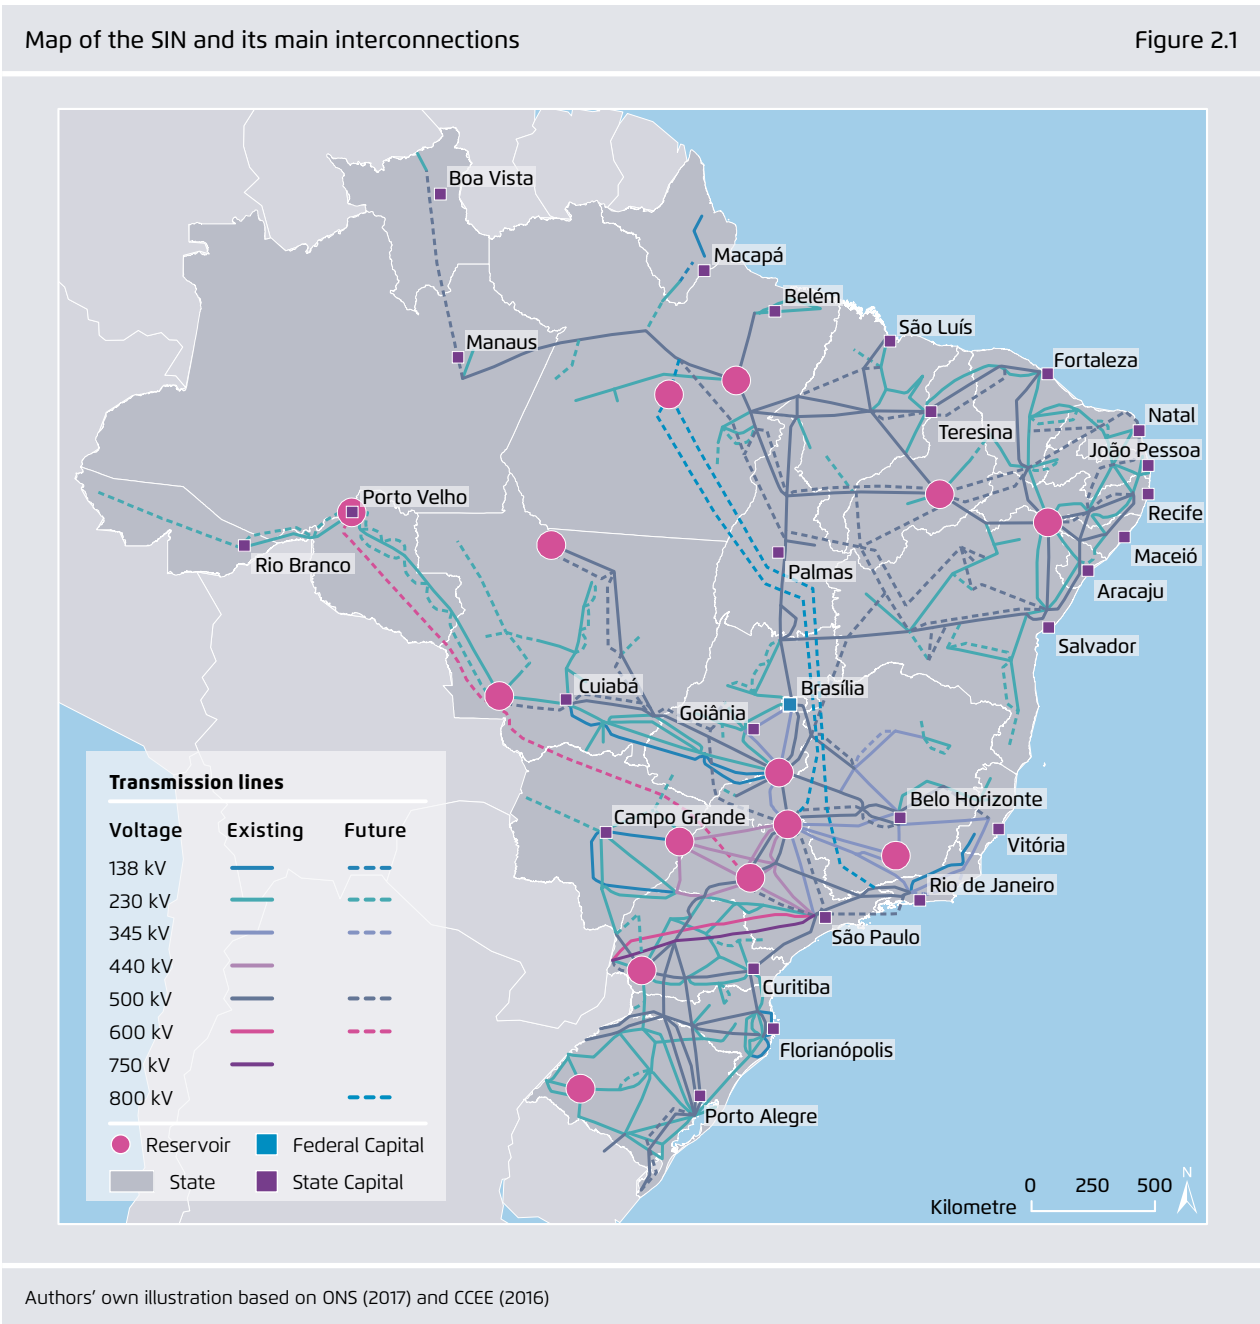 Map of the SIN and its main interconnections
Figure 2.1
Boa Vista
Macapá
Belém
São Luís
Manaus
Fortaleza
Natal
Teresina
João Pessoa
Porto Velho
Recife
Maceió
Rio Branco
Palmas
Aracaju
Salvador
Cuiabá
Brasília
Goiânia
Belo Horizonte
Campo Grande
Vitória
Rio de Janeiro
São Paulo
Curitiba
Florianópolis
Porto Alegre
Transmission lines
Voltage Existing Future
138 kV
230 kV
345 kV
440 kV
500 kV
600 kV
750 kV
800 kV
Reservoir Federal Capital
State State Capital
N
0 250 500
Kilometre
Authors' own illustration based on ONS (2017) and CCEE (2016)